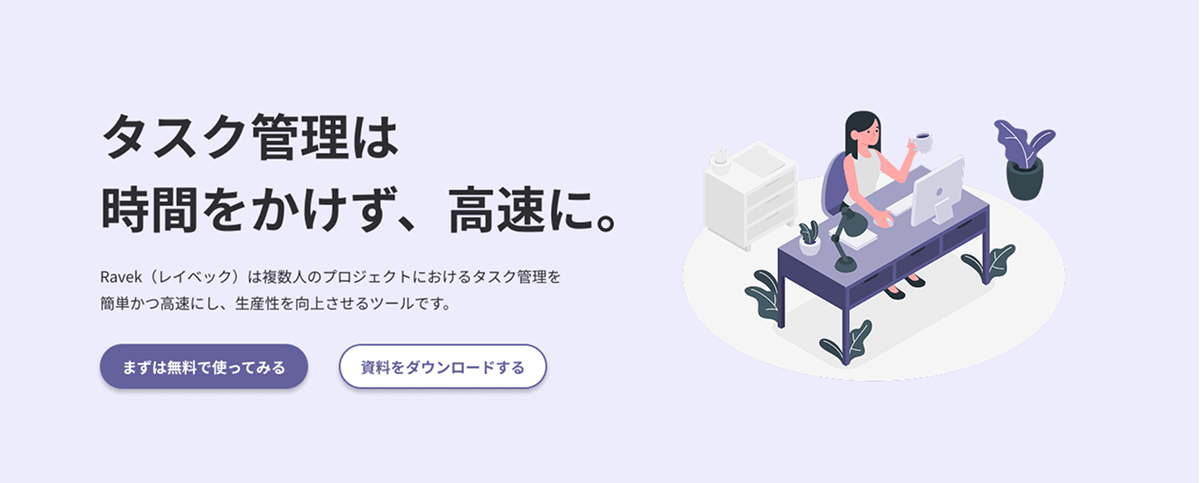 タスク管理は
時間をかけず、高速に。
Ravek（レイベック）は複数人のプロジェクトにおけるタスク管理を
簡単かつ高速にし、生産性を向上させるツールです。
まずは無料で使ってみる
資料をダウンロードする